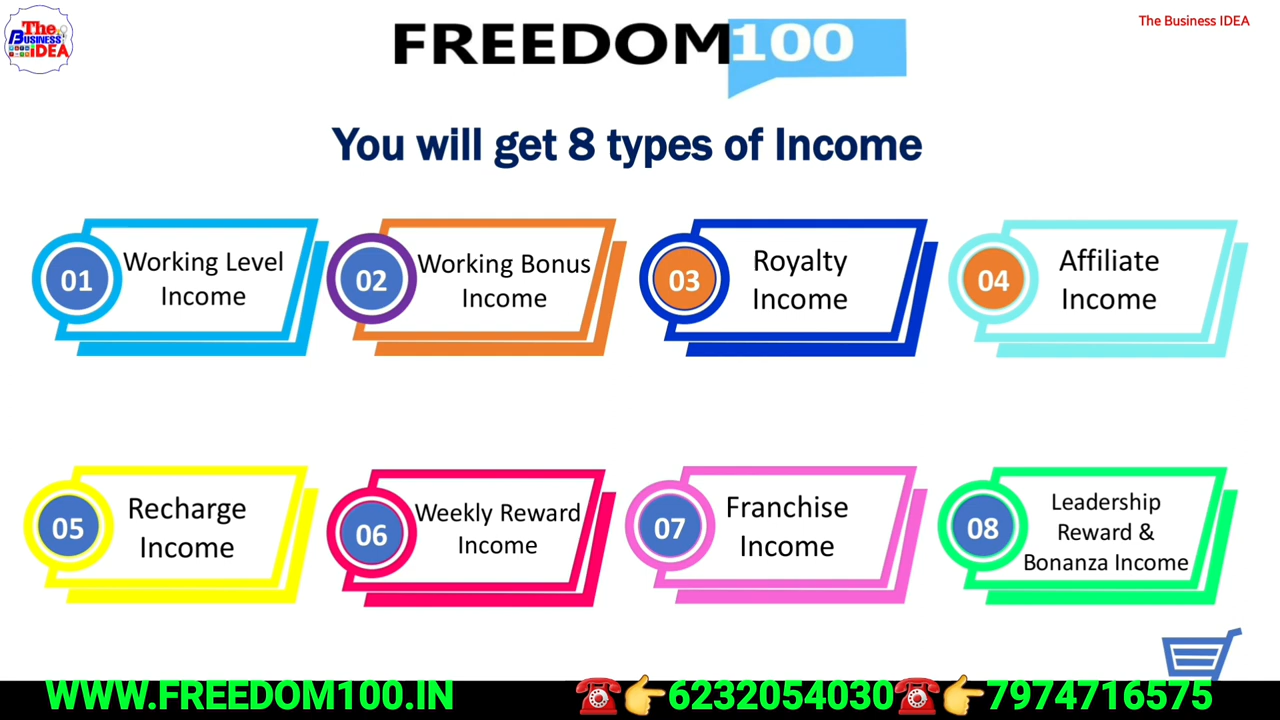 The
Business
IDEA
FREEDOM100
The Business IDEA
You will get 8 types of Income
01
Working Level
Income
02
Working Bonus
Income
03
Royalty
Income
04
Affiliate
Income
05
Recharge
Income
06
Weekly Reward
Income
07
Franchise
Income
08
Leadership
Reward &
Bonanza Income
WWW.FREEDOM100.IN
☎️👉6232054030☎️👉7974716575